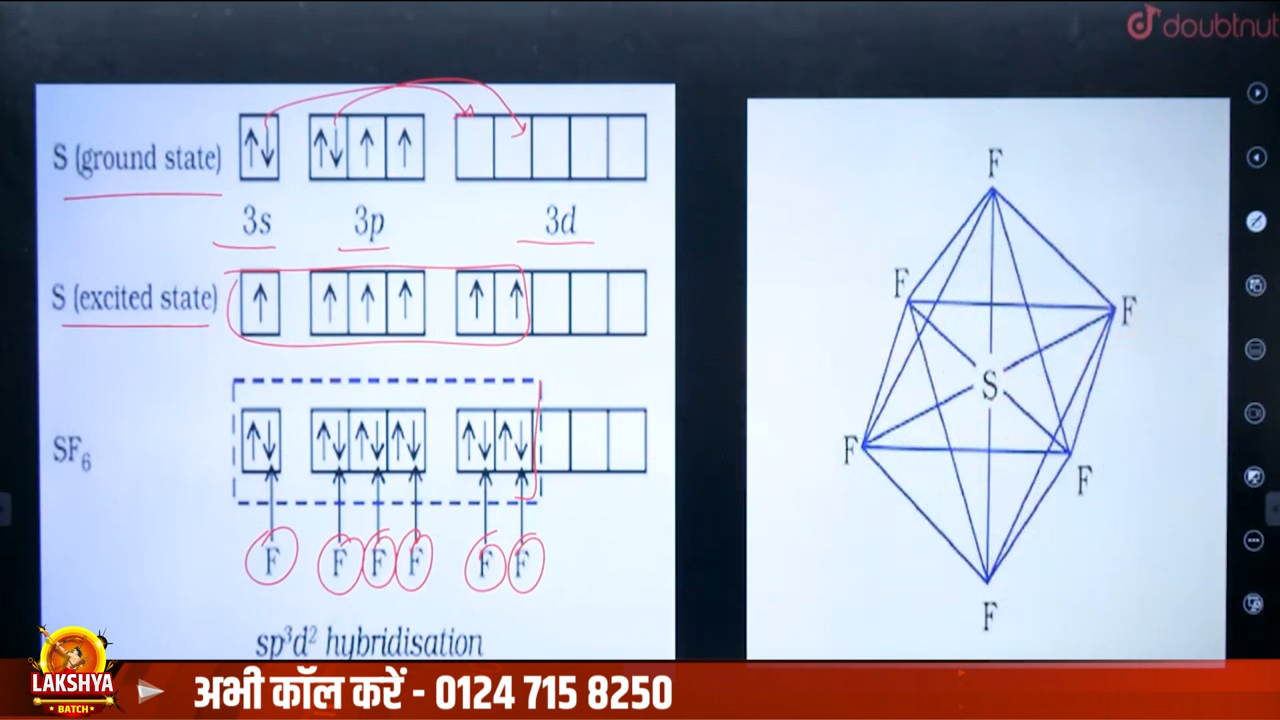 doubtnut
S (ground state)
3s 3p 3d
S (excited state)
SF₆
F F F F F F
sp³d² hybridisation
F
F F
S
F F
F
LAKSHYA
BATCH
अभी कॉल करें - 0124 715 8250